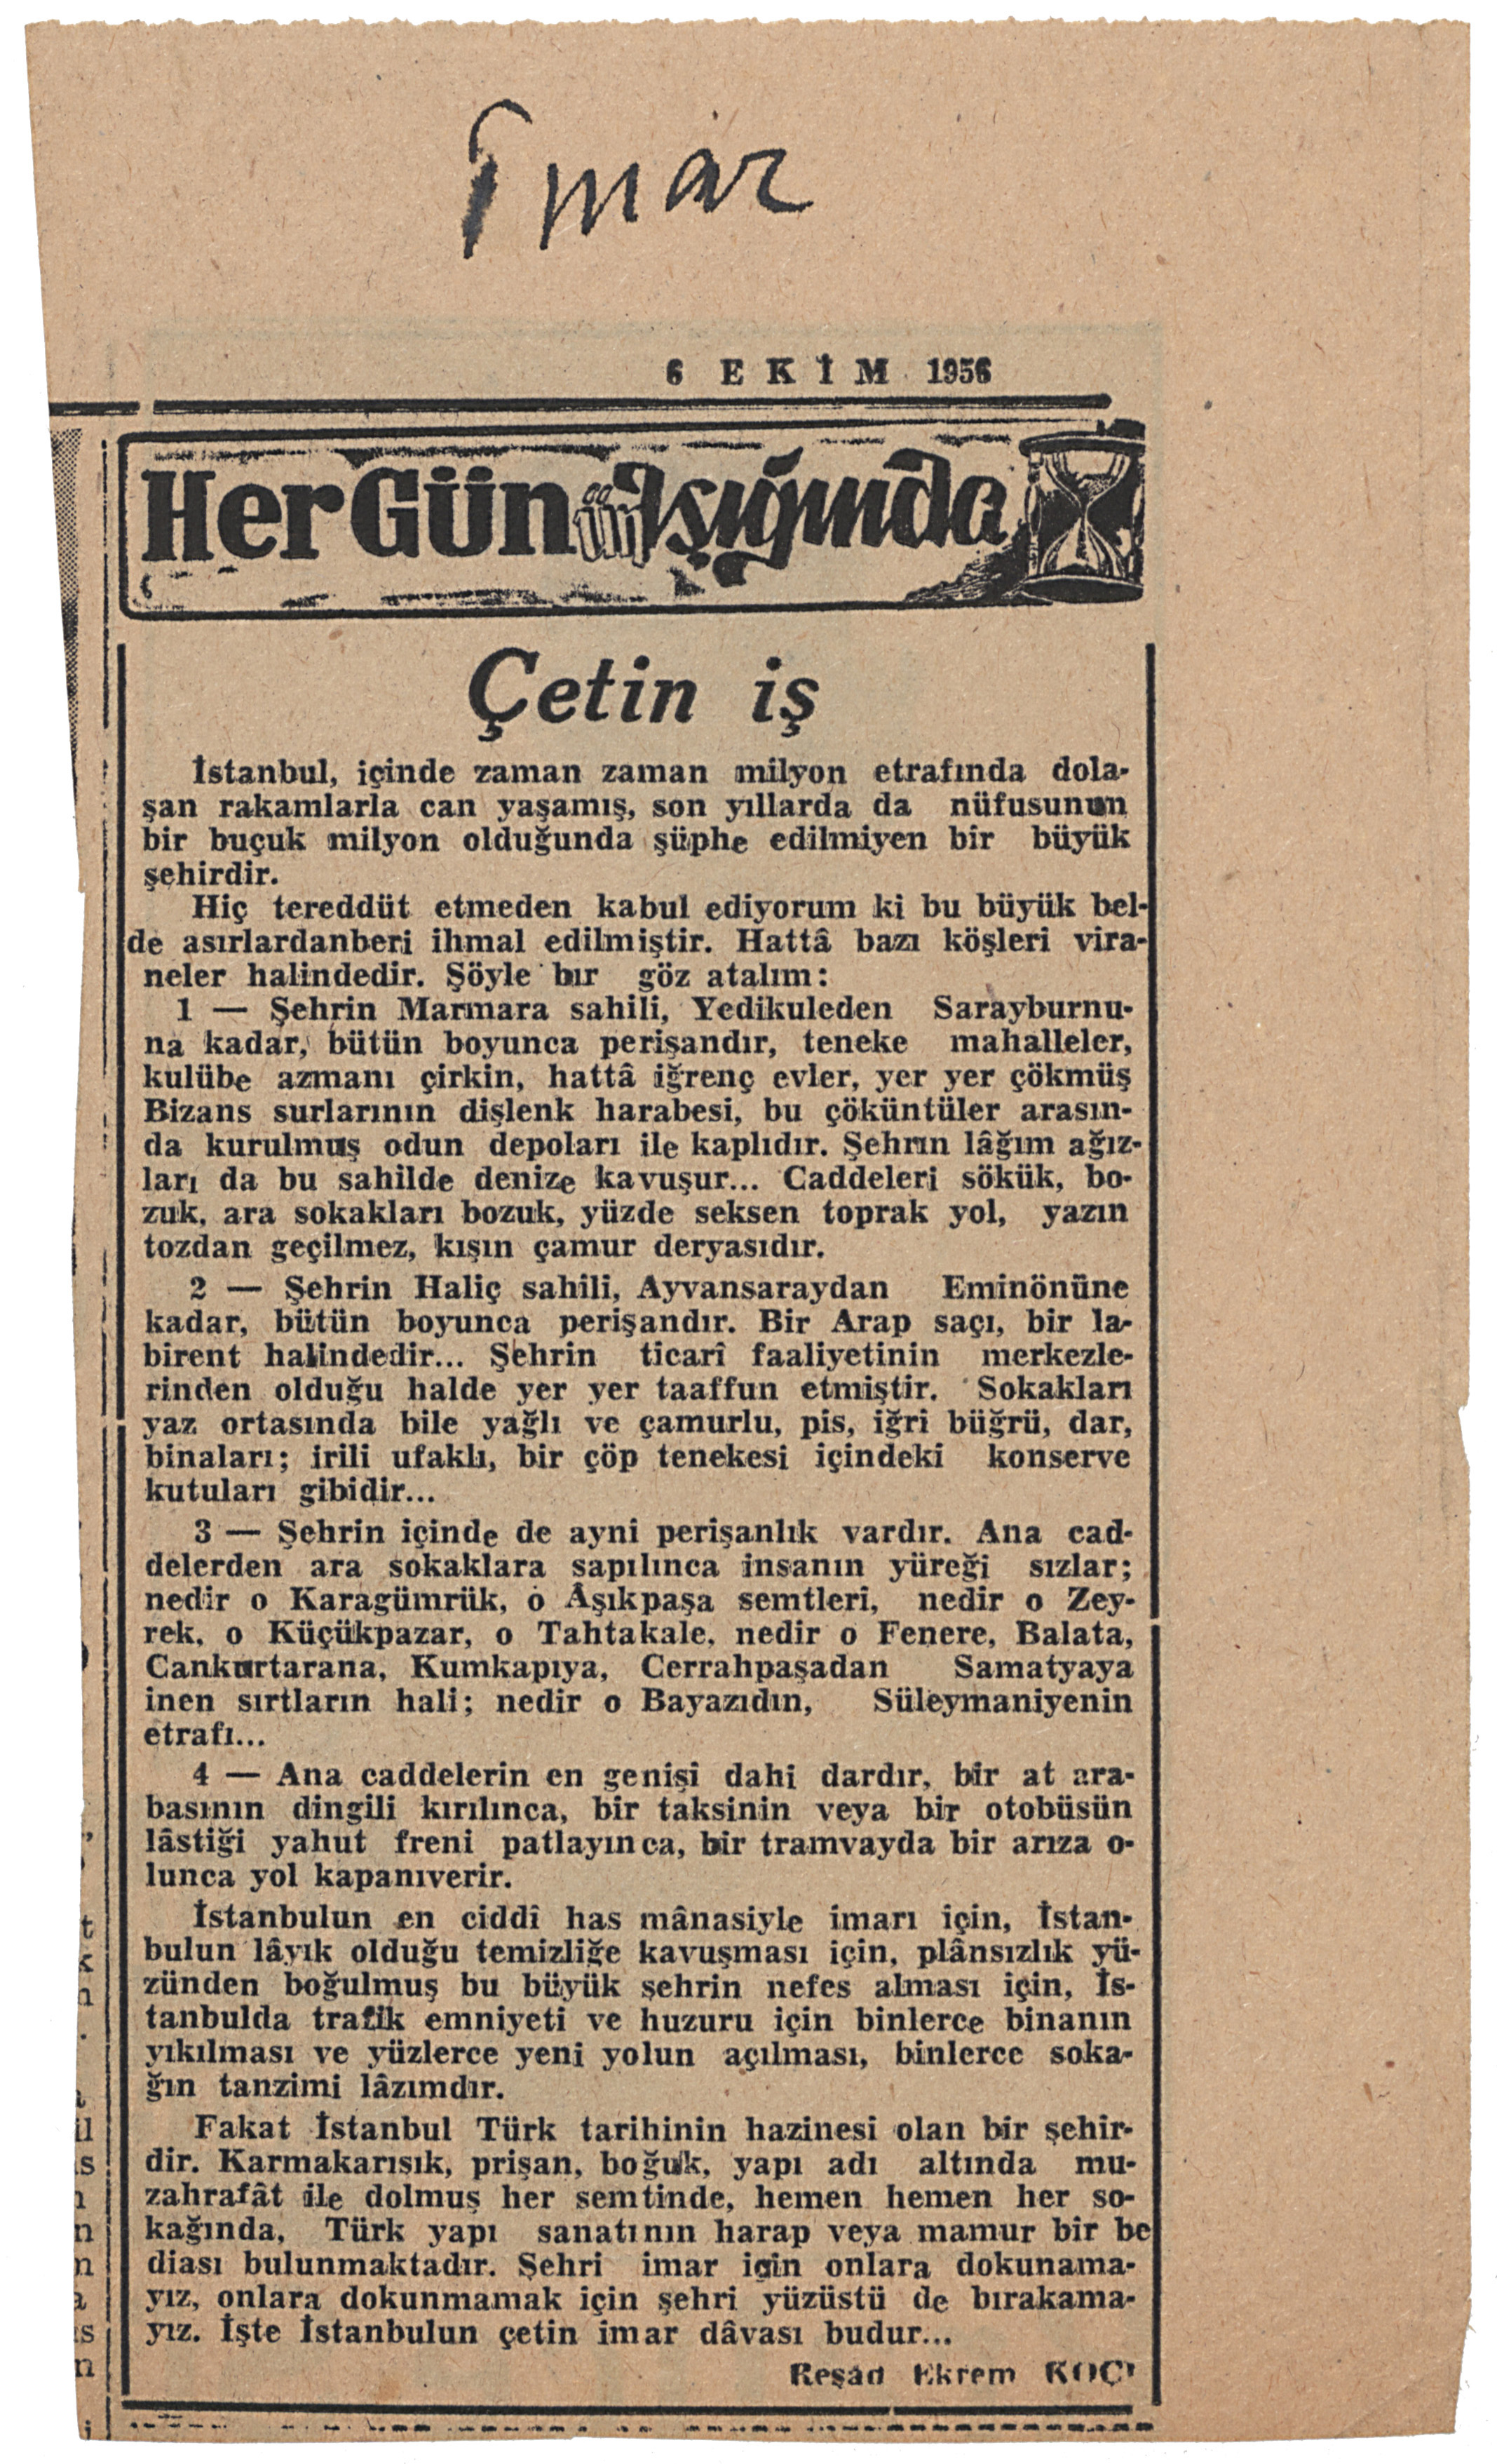 İmar
6 EKİM 1956
Her Günün Işığında
Çetin iş
İstanbul, içinde zaman zaman milyon etrafında dola-
şan rakamlarla can yaşamış, son yıllarda da nüfusunun
bir buçuk milyon olduğunda şüphe edilmiyen bir büyük
şehirdir.
Hiç tereddüt etmeden kabul ediyorum ki bu büyük bel-
de asırlardanberi ihmal edilmiştir. Hattâ bazı köşleri vira-
neler halindedir. Şöyle bır göz atalım:
1 — Şehrin Marmara sahili, Yedikuleden Sarayburnu-
na kadar, bütün boyunca perişandır, teneke mahalleler,
kulübe azmanı çirkin, hattâ iğrenç evler, yer yer çökmüş
Bizans surlarının dişlenk harabesi, bu çöküntüler arasın-
da kurulmuş odun depoları ile kaplıdır. Şehrın lâğım ağız-
ları da bu sahilde denize kavuşur... Caddeleri sökük, bo-
zuk, ara sokakları bozuk, yüzde seksen toprak yol, yazın
tozdan geçilmez, kışın çamur deryasıdır.
2 — Şehrin Haliç sahili, Ayvansaraydan Eminönüne
kadar, bütün boyunca perişandır. Bir Arap saçı, bir la-
birent halindedir... Şehrin ticarî faaliyetinin merkezle-
rinden olduğu halde yer yer taaffun etmiştir. Sokakları
yaz ortasında bile yağlı ve çamurlu, pis, iğri büğrü, dar,
binaları; irili ufaklı, bir çöp tenekesi içindeki konserve
kutuları gibidir...
3 — Şehrin içinde de ayni perişanlık vardır. Ana cad-
delerden ara sokaklara sapılınca insanın yüreği sızlar;
nedir o Karagümrük, o Âşıkpaşa semtleri, nedir o Zey-
rek, o Küçükpazar, o Tahtakale, nedir o Fenere, Balata,
Cankurtarana, Kumkapıya, Cerrahpaşadan Samatyaya
inen sırtların hali; nedir o Bayazıdın, Süleymaniyenin
etrafı...
4 — Ana caddelerin en genişi dahi dardır, bir at ara-
basının dingili kırılınca, bir taksinin veya bir otobüsün
lâstiği yahut freni patlayınca, bir tramvayda bir arıza o-
lunca yol kapanıverir.
İstanbulun en ciddî has mânasiyle imarı için, İstan-
bulun lâyık olduğu temizliğe kavuşması için, plânsızlık yü-
zünden boğulmuş bu büyük şehrin nefes alması için, İs-
tanbulda trafik emniyeti ve huzuru için binlerce binanın
yıkılması ve yüzlerce yeni yolun açılması, binlerce soka-
ğın tanzimi lâzımdır.
Fakat İstanbul Türk tarihinin hazinesi olan bir şehir-
dir. Karmakarışık, prişan, boğuk, yapı adı altında mu-
zahrafât ile dolmuş her semtinde, hemen hemen her so-
kağında, Türk yapı sanatının harap veya mamur bir be
diası bulunmaktadır. Şehri imar için onlara dokunama-
yız, onlara dokunmamak için şehri yüzüstü de bırakama-
yız. İşte İstanbulun çetin imar dâvası budur...
Reşad Ekrem KOÇU